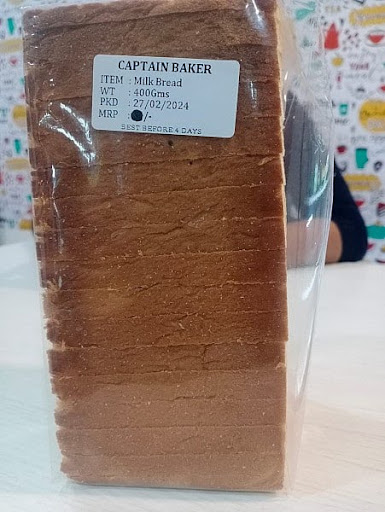 CAPTAIN BAKER
ITEM : Milk Bread
WT : 400Gms
PKD : 27/02/2024
MRP : /-
BEST BEFORE 4 DAYS